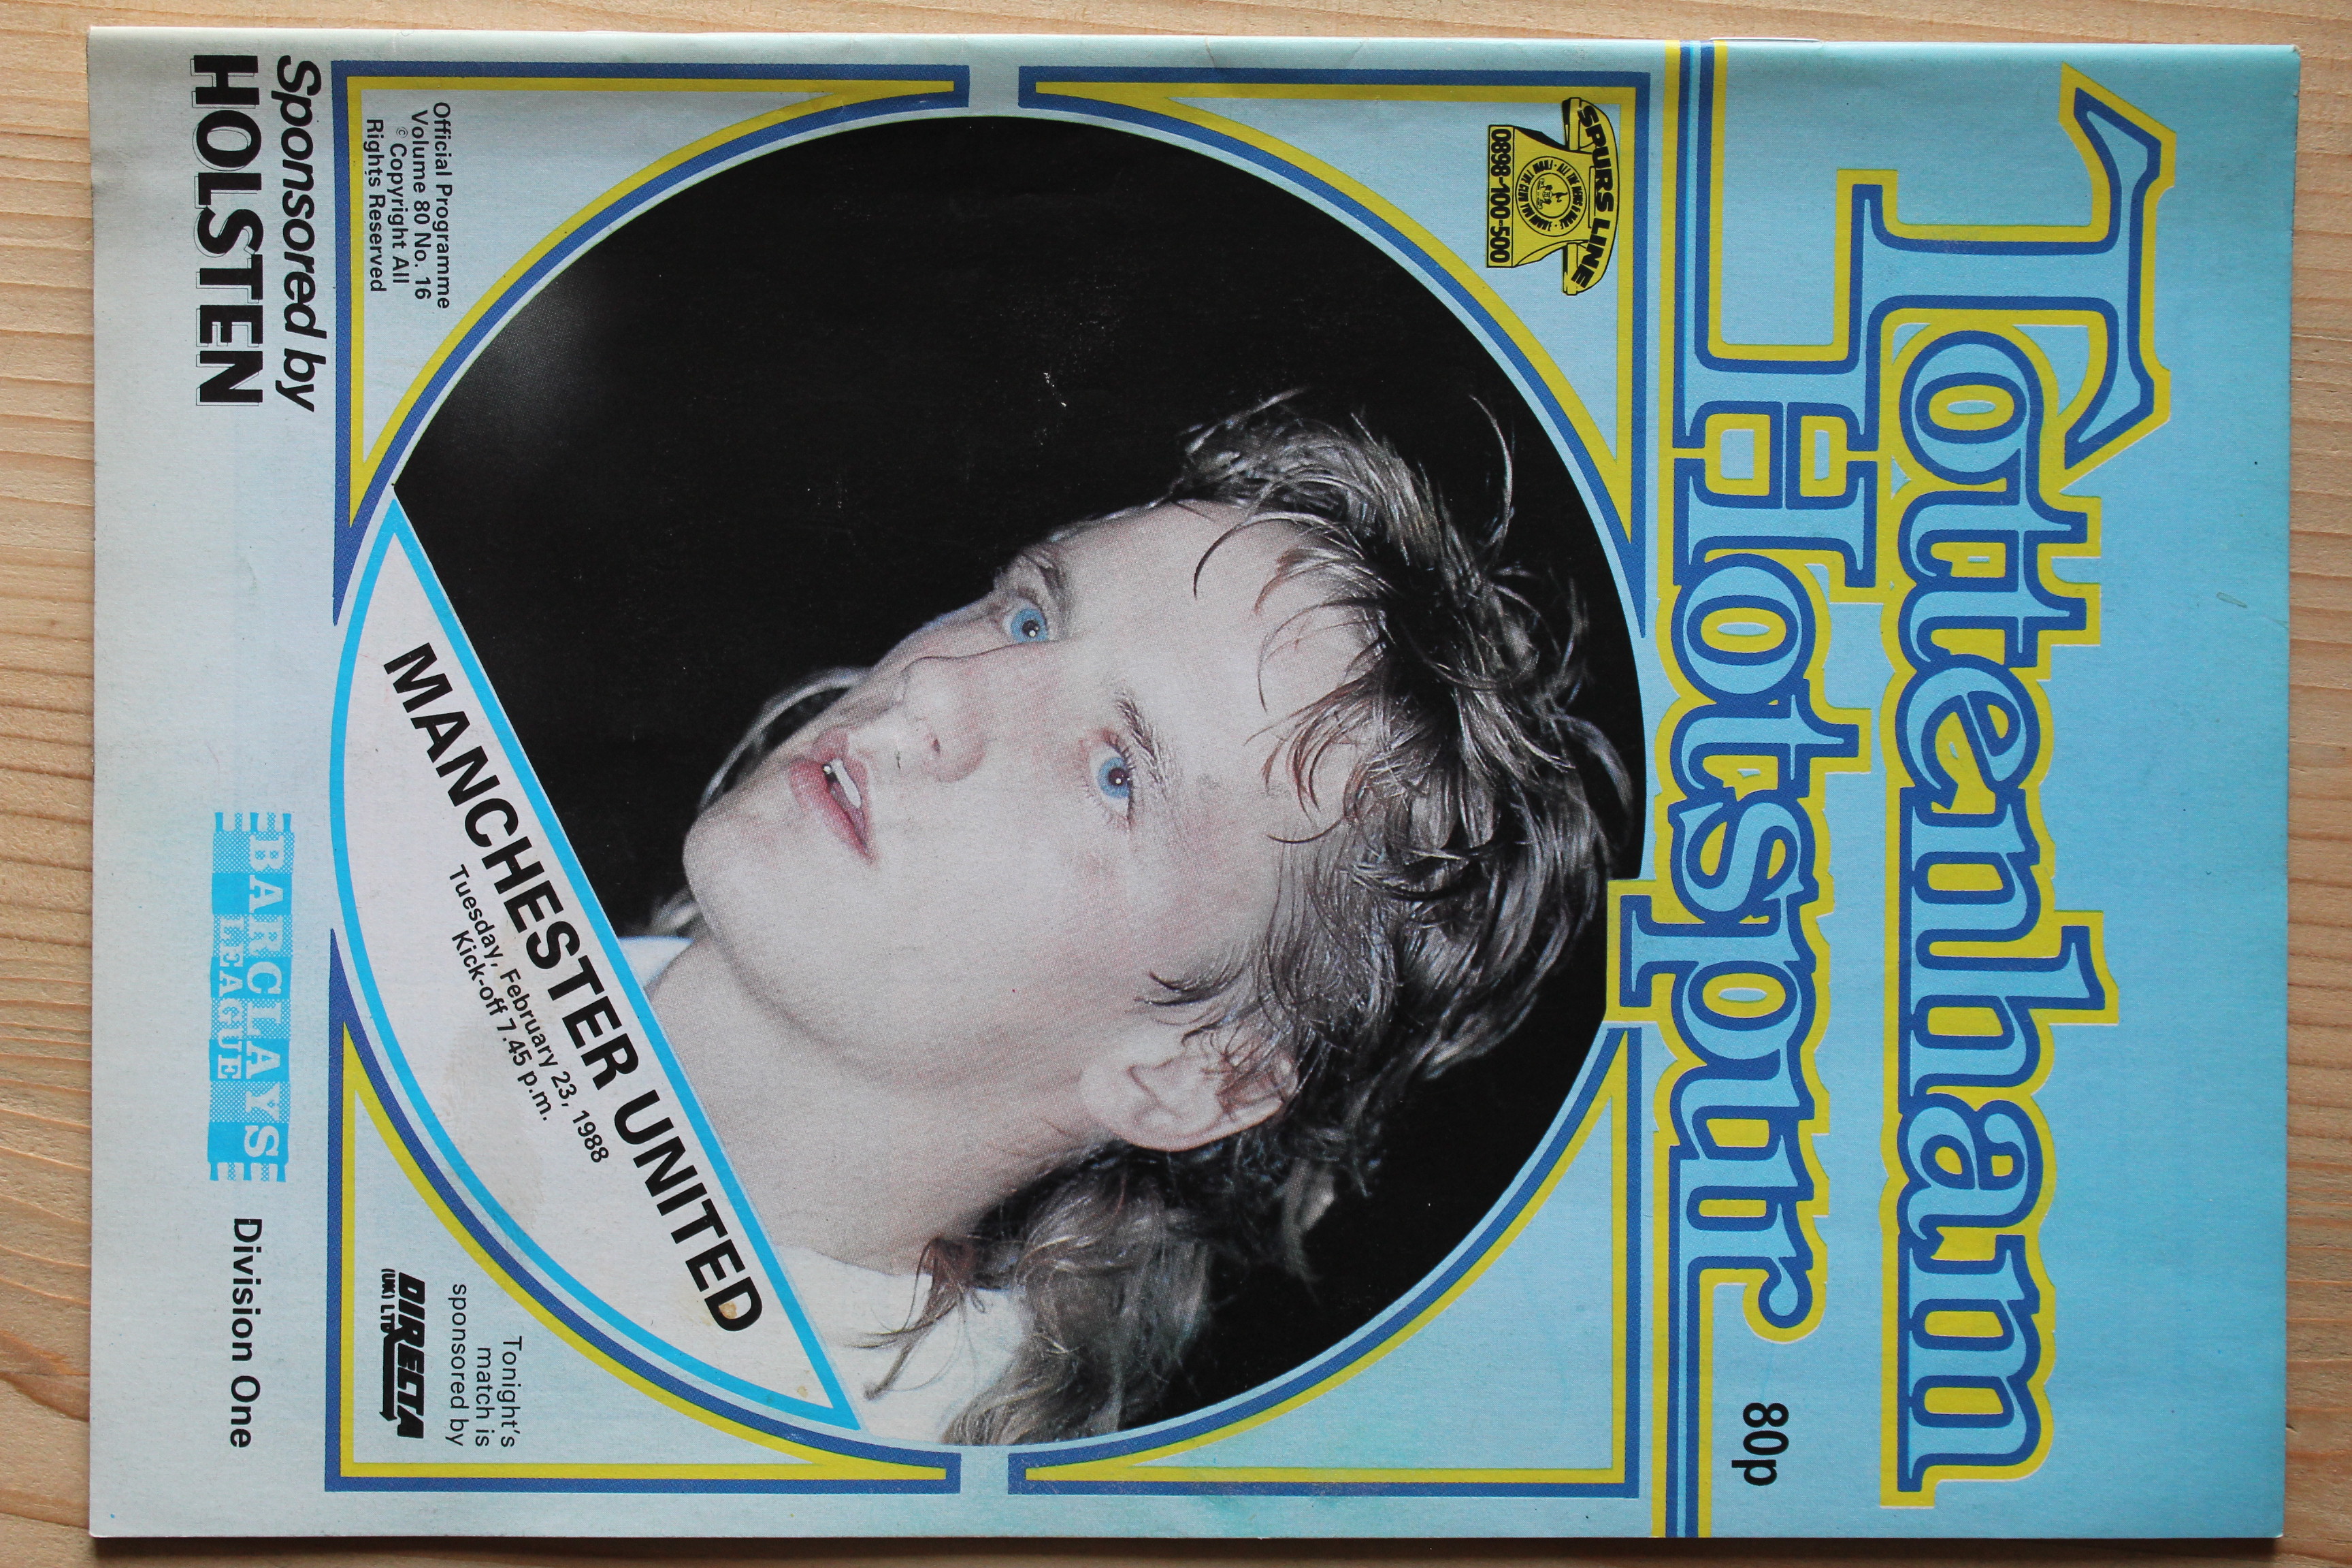 Tottenham
Hotspur
80p
SPURS LINE
0898-100-500
MANCHESTER UNITED
Tuesday, February 23, 1988
Kick-off 7.45 p.m.
Official Programme
Volume 80 No. 16
© Copyright All
Rights Reserved
Tonight's
match is
sponsored by
DIRECTA
(UK) LTD
Sponsored by
HOLSTEN
BARCLAYS
LEAGUE
Division One